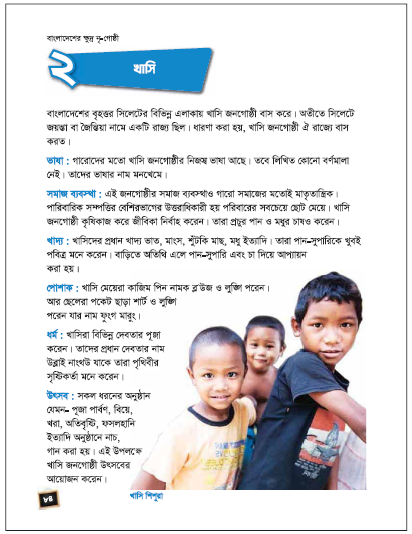 বাংলাদেশের ক্ষুদ্র নৃ-গোষ্ঠী
২
খাসি
বাংলাদেশের বৃহত্তর সিলেটের বিভিন্ন এলাকায় খাসি জনগোষ্ঠী বাস করে। অতীতে সিলেটে
জয়ন্তা বা জৈন্তিয়া নামে একটি রাজ্য ছিল। ধারণা করা হয়, খাসি জনগোষ্ঠী ঐ রাজ্যে বাস
করত।
ভাষা : গারোদের মতো খাসি জনগোষ্ঠীর নিজস্ব ভাষা আছে। তবে লিখিত কোনো বর্ণমালা
নেই। তাদের ভাষার নাম মনখেমে।
সমাজ ব্যবস্থা : এই জনগোষ্ঠীর সমাজ ব্যবস্থাও গারো সমাজের মতোই মাতৃতান্ত্রিক।
পারিবারিক সম্পত্তির বেশিরভাগের উত্তরাধিকারী হয় পরিবারের সবচেয়ে ছোট মেয়ে। খাসি
জনগোষ্ঠী কৃষিকাজ করে জীবিকা নির্বাহ করেন। তারা প্রচুর পান ও মধুর চাষও করেন।
খাদ্য : খাসিদের প্রধান খাদ্য ভাত, মাংস, শুঁটকি মাছ, মধু ইত্যাদি। তারা পান-সুপারিকে খুবই
পবিত্র মনে করেন। বাড়িতে অতিথি এলে পান-সুপারি এবং চা দিয়ে আপ্যায়ন
করা হয়।
পোশাক : খাসি মেয়েরা কাজিম পিন নামক ব্লাউজ ও লুঙ্গি পরেন।
আর ছেলেরা পকেট ছাড়া শার্ট ও লুঙ্গি
পরেন যার নাম ফুংগ মারুং।
ধর্ম : খাসিরা বিভিন্ন দেবতার পূজা
করেন। তাদের প্রধান দেবতার নাম
উব্লাই নাংথউ যাকে তারা পৃথিবীর
সৃষ্টিকর্তা মনে করেন।
উৎসব : সকল ধরনের অনুষ্ঠান
যেমন- পূজা পার্বণ, বিয়ে,
খরা, অতিবৃষ্টি, ফসলহানি
ইত্যাদি অনুষ্ঠানে নাচ,
গান করা হয়। এই উপলক্ষে
খাসি জনগোষ্ঠী উৎসবের
আয়োজন করেন।
৮৪
খাসি শিশুরা